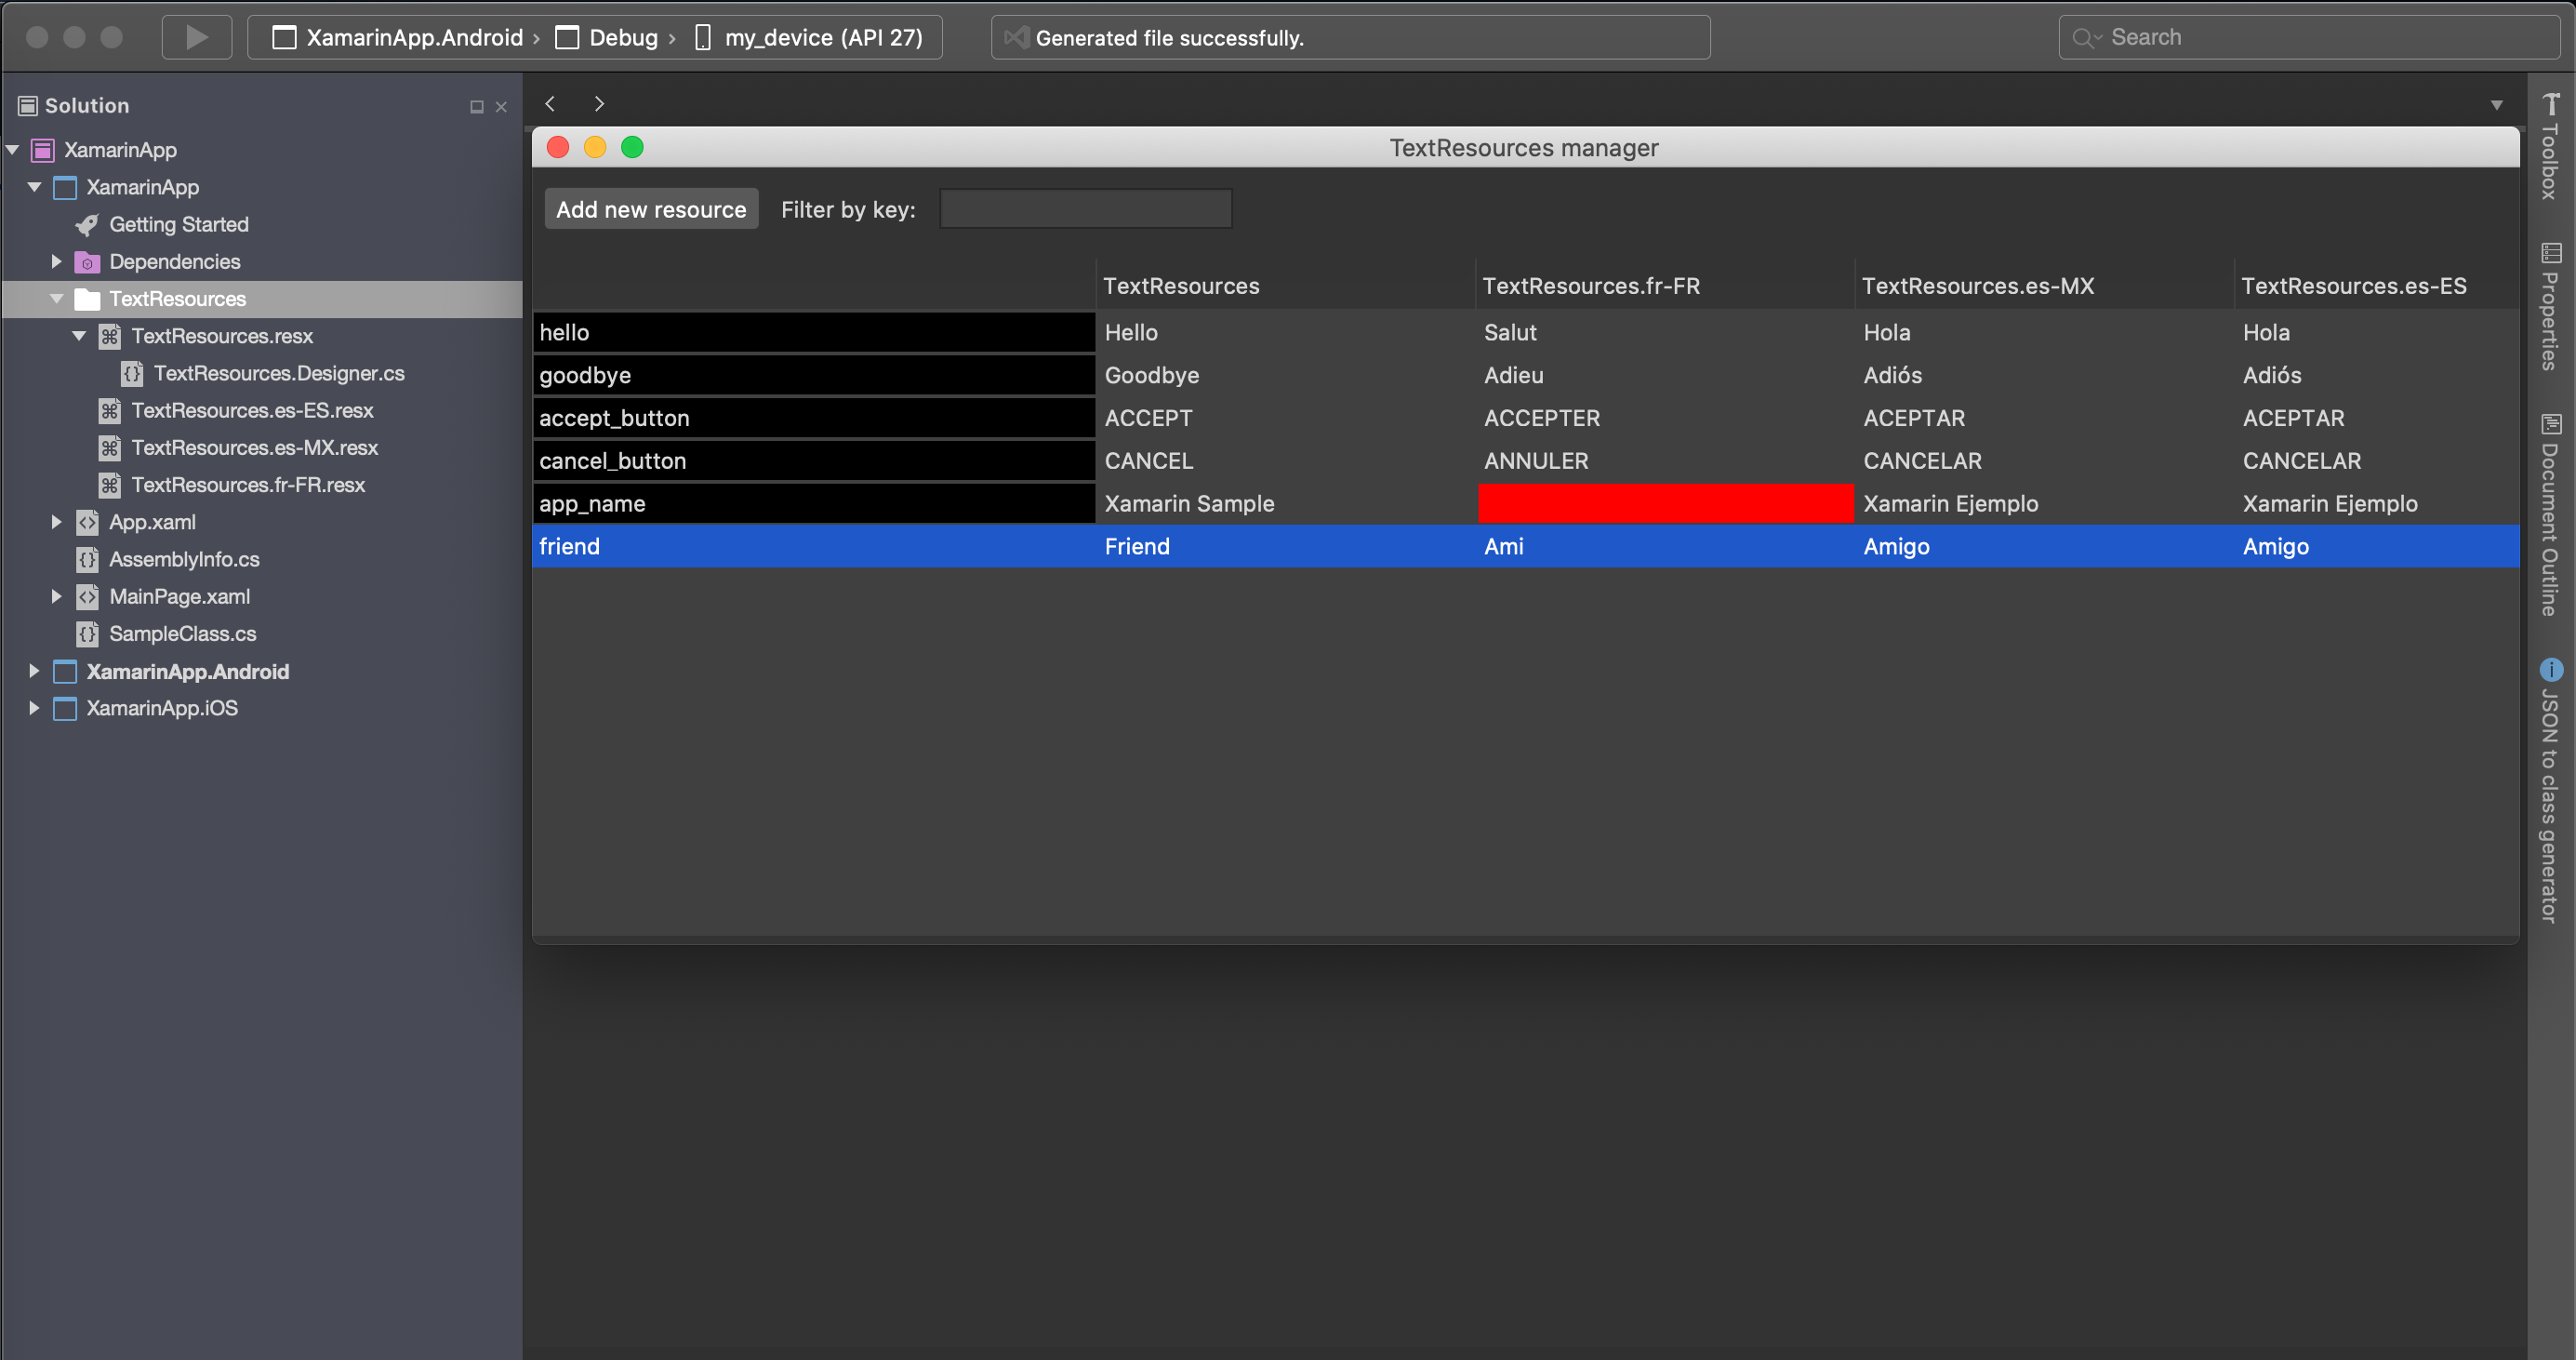 XamarinApp.Android › Debug › my_device (API 27)
Generated file successfully.
Search
Solution
XamarinApp
XamarinApp
Getting Started
Dependencies
TextResources
TextResources.resx
TextResources.Designer.cs
TextResources.es-ES.resx
TextResources.es-MX.resx
TextResources.fr-FR.resx
App.xaml
AssemblyInfo.cs
MainPage.xaml
SampleClass.cs
XamarinApp.Android
XamarinApp.iOS
TextResources manager
Add new resource Filter by key:
TextResources TextResources.fr-FR TextResources.es-MX TextResources.es-ES
hello Hello Salut Hola Hola
goodbye Goodbye Adieu Adiós Adiós
accept_button ACCEPT ACCEPTER ACEPTAR ACEPTAR
cancel_button CANCEL ANNULER CANCELAR CANCELAR
app_name Xamarin Sample Xamarin Ejemplo Xamarin Ejemplo
friend Friend Ami Amigo Amigo
Toolbox
Properties
Document Outline
JSON to class generator